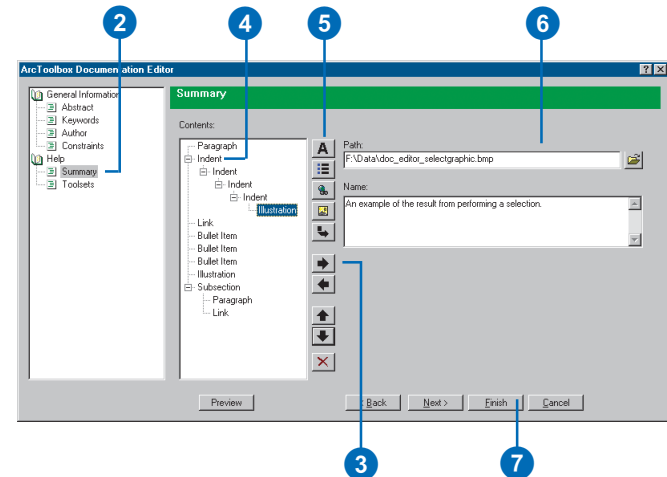 2
4
5
6
ArcToolbox Documentation Editor
General Information
Abstract
Keywords
Author
Constraints
Help
Summary
Toolsets
Summary
Contents:
Paragraph
Indent
Indent
Indent
Indent
Illustration
Link
Bullet Item
Bullet Item
Bullet Item
Illustration
Subsection
Paragraph
Link
A
Path:
F:\Data\doc_editor_selectgraphic.bmp
Name:
An example of the result from performing a selection.
Preview
< Back
Next >
Finish
Cancel
3
7